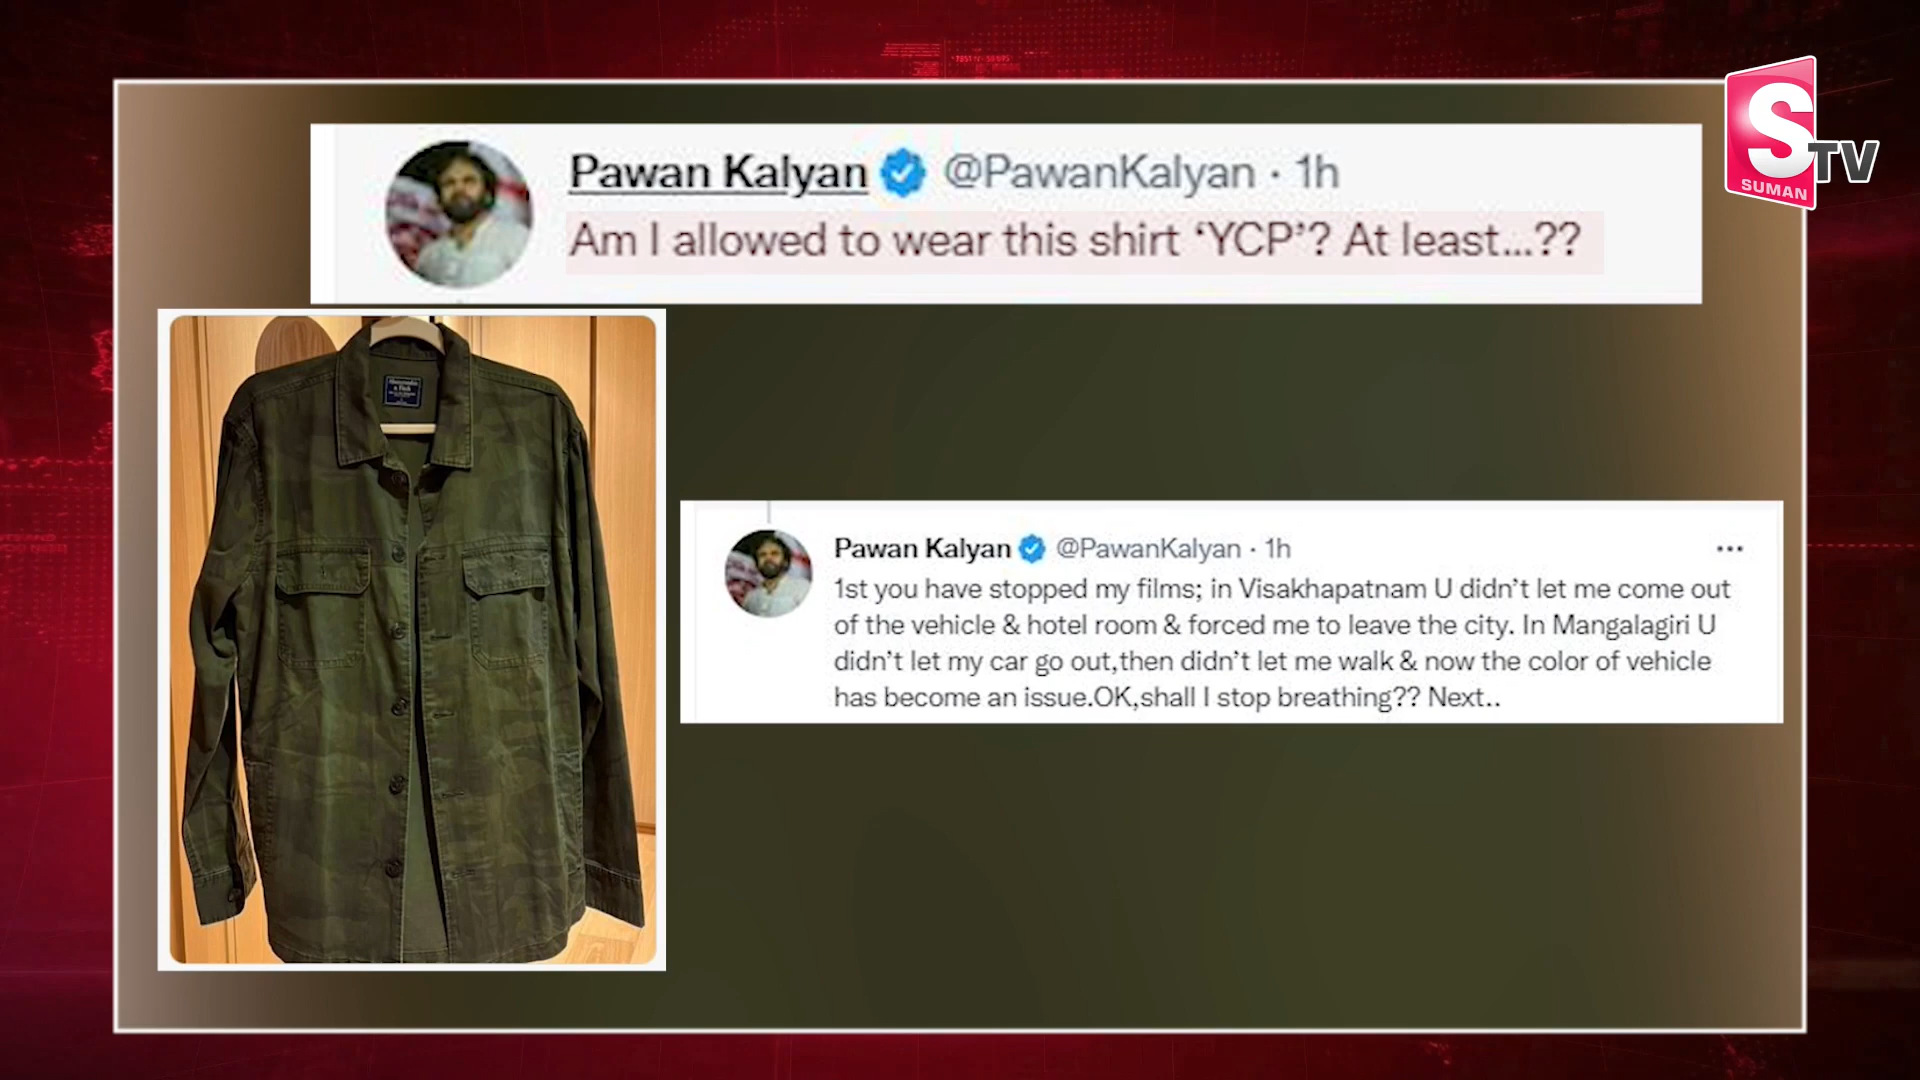 S
TV
SUMAN
Pawan Kalyan @PawanKalyan · 1h
Am I allowed to wear this shirt ‘YCP’? At least...??
Abercrombie
& Fitch
Pawan Kalyan @PawanKalyan · 1h
1st you have stopped my films; in Visakhapatnam U didn’t let me come out
of the vehicle & hotel room & forced me to leave the city. In Mangalagiri U
didn’t let my car go out,then didn’t let me walk & now the color of vehicle
has become an issue.OK,shall I stop breathing?? Next..